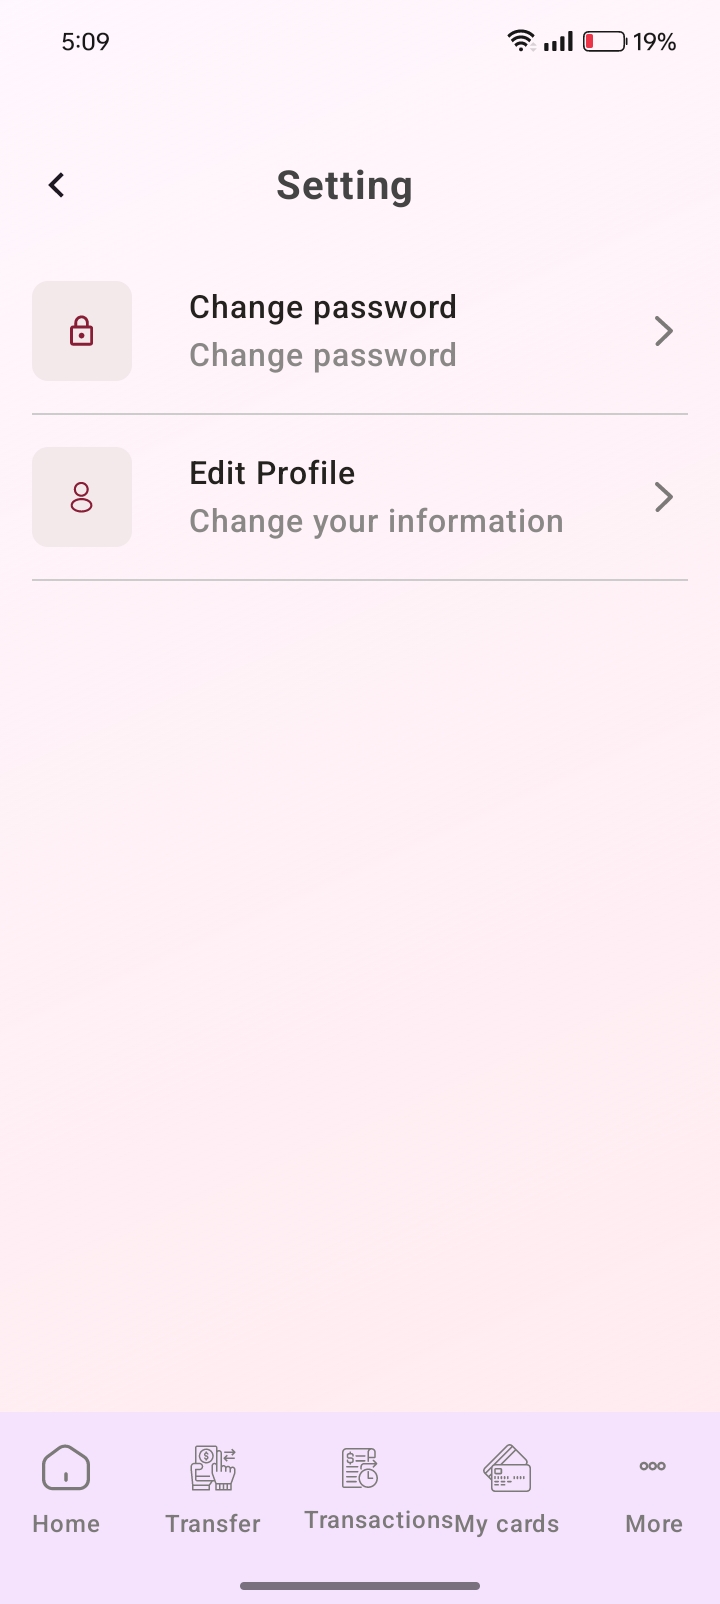 5:09
19%
Setting
Change password
Change password
Edit Profile
Change your information
Home
Transfer
Transactions
My cards
More